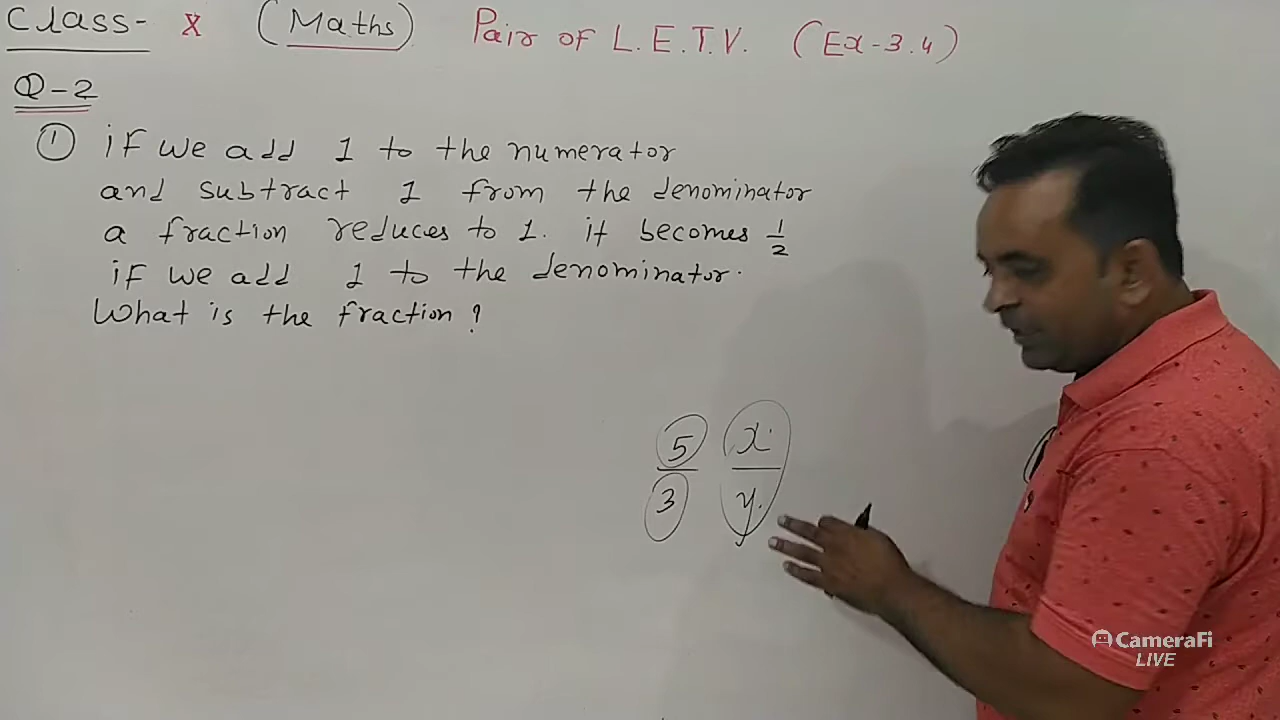 Class- X (Maths) Pair of L.E.T.V. (Ex-3.4)
Q-2
① if we add 1 to the numerator
and subtract 1 from the denominator
a fraction reduces to 1. it becomes 1/2
if we add 1 to the denominator.
What is the fraction?
5/3 x/y
CameraFi
LIVE